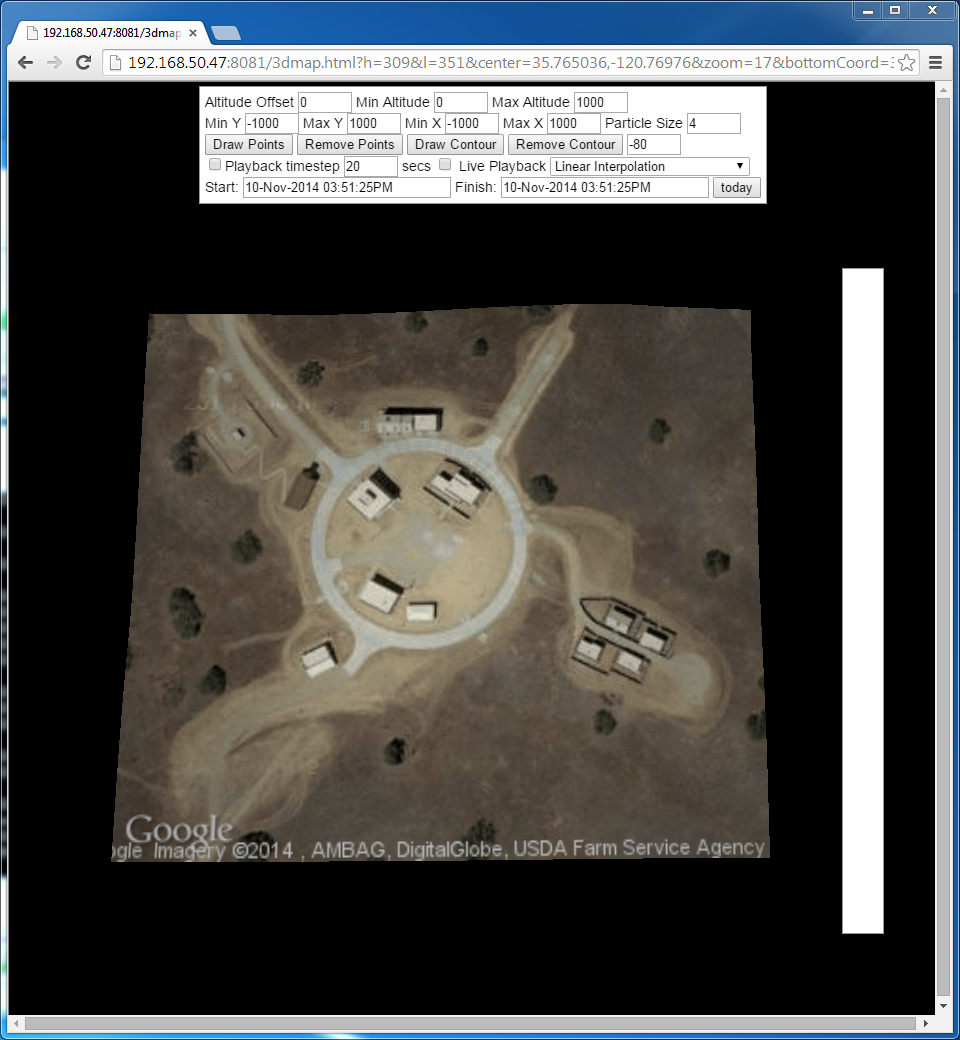 192.168.50.47:8081/3dmap
192.168.50.47:8081/3dmap.html?h=309&l=351&center=35.765036,-120.76976&zoom=17&bottomCoord=
Altitude Offset 0 Min Altitude 0 Max Altitude 1000
Min Y -1000 Max Y 1000 Min X -1000 Max X 1000 Particle Size 4
Draw Points Remove Points Draw Contour Remove Contour -80
Playback timestep 20 secs Live Playback Linear Interpolation
Start: 10-Nov-2014 03:51:25PM Finish: 10-Nov-2014 03:51:25PM today
Google
ogle Imagery ©2014 , AMBAG, DigitalGlobe, USDA Farm Service Agency